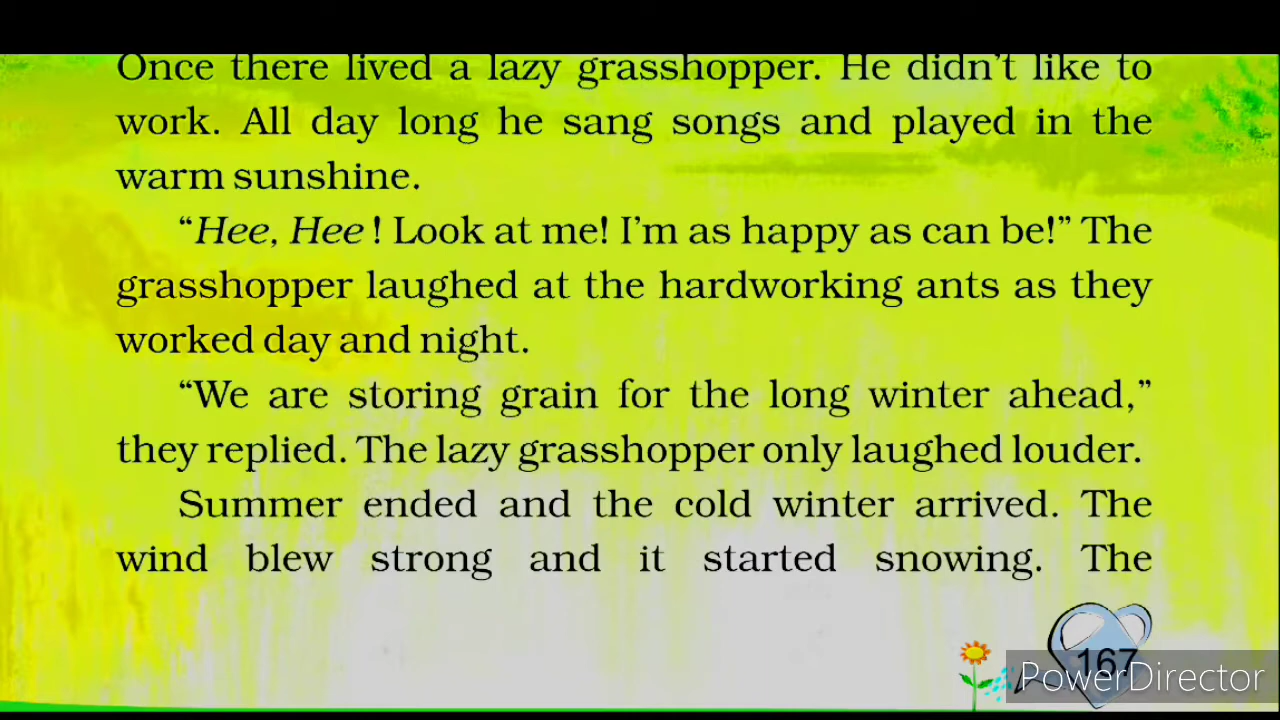 Once there lived a lazy grasshopper. He didn't like to
work. All day long he sang songs and played in the
warm sunshine.
“Hee, Hee ! Look at me! I'm as happy as can be!” The
grasshopper laughed at the hardworking ants as they
worked day and night.
“We are storing grain for the long winter ahead,”
they replied. The lazy grasshopper only laughed louder.
Summer ended and the cold winter arrived. The
wind blew strong and it started snowing. The
167
PowerDirector